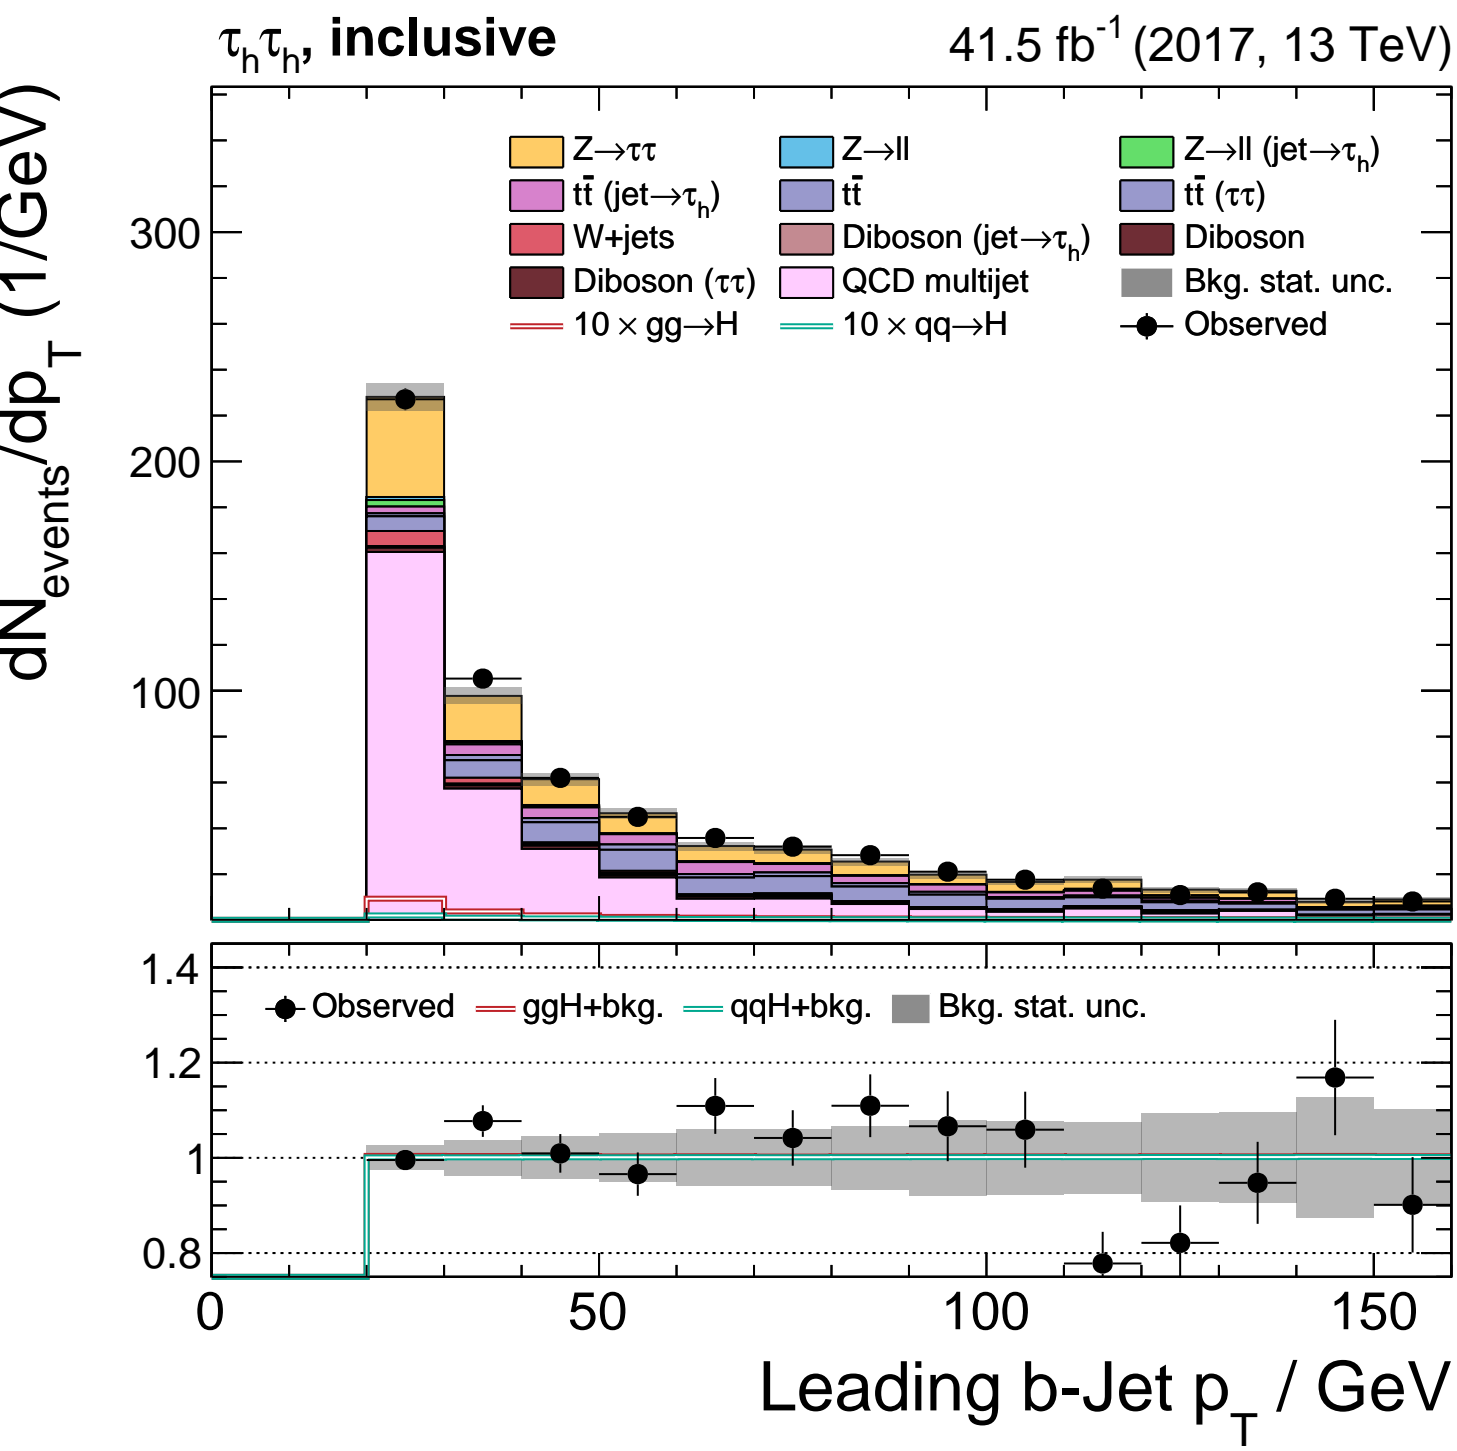 τhτh, inclusive 41.5 fb-1 (2017, 13 TeV)
dNevents/dpT (1/GeV)
Z→ττ Z→ll Z→ll (jet→τh)
tt̄ (jet→τh) tt̄ tt̄ (ττ)
W+jets Diboson (jet→τh) Diboson
Diboson (ττ) QCD multijet Bkg. stat. unc.
10 × gg→H 10 × qq→H Observed
300
200
100
1.4
Observed ggH+bkg. qqH+bkg. Bkg. stat. unc.
1.2
1
0.8
0 50 100 150
Leading b-Jet pT / GeV